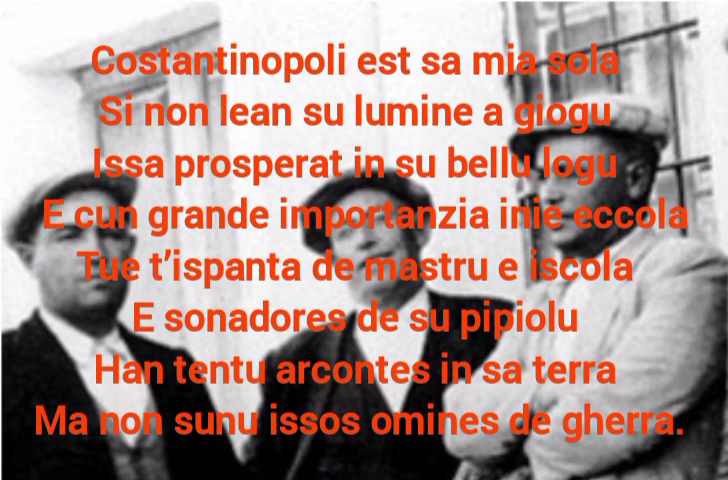 Costantinopoli est sa mia sola
Si non lean su lumine a giogu
Issa prosperat in su bellu logu
E cun grande importanzia inie eccola
Tue t’ispanta de mastru e iscola
E sonadores de su pipiolu
Han tentu arcontes in sa terra
Ma non sunu issos omines de gherra.